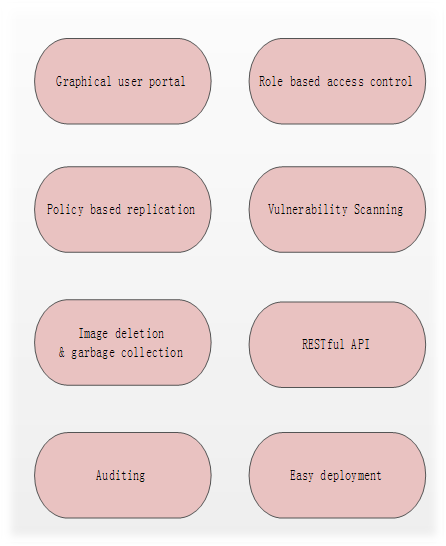 Graphical user portal
Role based access control
Policy based replication
Vulnerability Scanning
Image deletion
& garbage collection
RESTful API
Auditing
Easy deployment